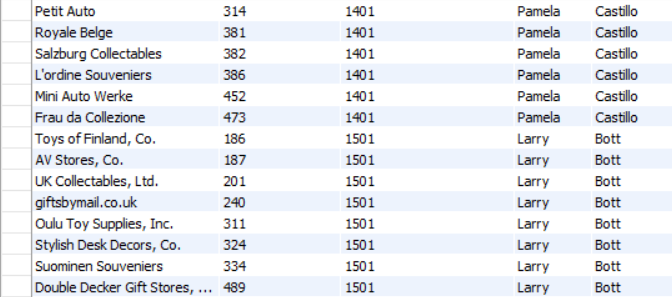 Petit Auto 314 1401 Pamela Castillo
Royale Belge 381 1401 Pamela Castillo
Salzburg Collectables 382 1401 Pamela Castillo
L'ordine Souveniers 386 1401 Pamela Castillo
Mini Auto Werke 452 1401 Pamela Castillo
Frau da Collezione 473 1401 Pamela Castillo
Toys of Finland, Co. 186 1501 Larry Bott
AV Stores, Co. 187 1501 Larry Bott
UK Collectables, Ltd. 201 1501 Larry Bott
giftsbymail.co.uk 240 1501 Larry Bott
Oulu Toy Supplies, Inc. 311 1501 Larry Bott
Stylish Desk Decors, Co. 324 1501 Larry Bott
Suominen Souveniers 334 1501 Larry Bott
Double Decker Gift Stores, ... 489 1501 Larry Bott